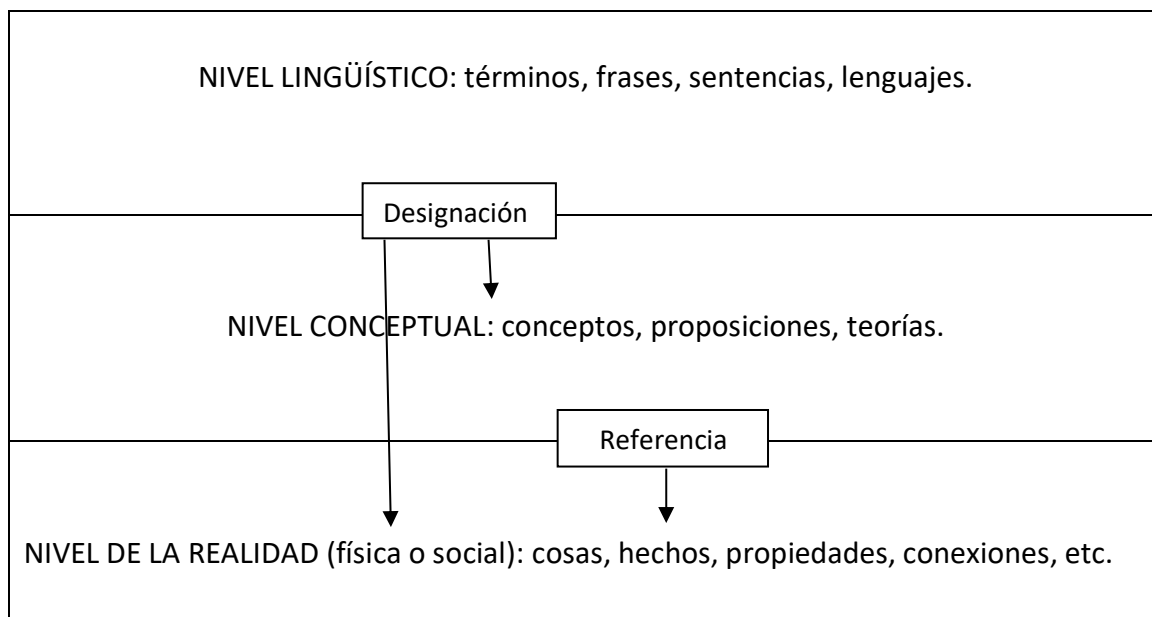 NIVEL LINGÜÍSTICO: términos, frases, sentencias, lenguajes.
Designación
NIVEL CONCEPTUAL: conceptos, proposiciones, teorías.
Referencia
NIVEL DE LA REALIDAD (física o social): cosas, hechos, propiedades, conexiones, etc.